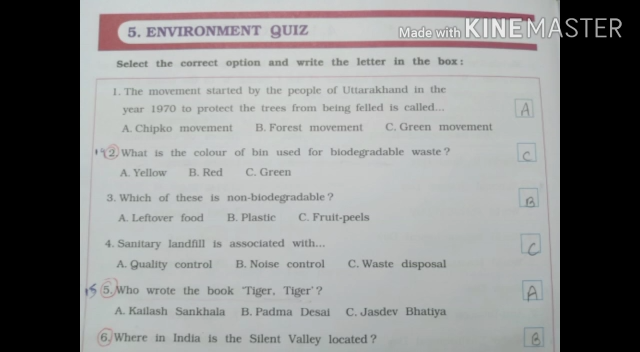 5. ENVIRONMENT QUIZ
Made with KINEMASTER
Select the correct option and write the letter in the box:
1. The movement started by the people of Uttarakhand in the
year 1970 to protect the trees from being felled is called... A
A. Chipko movement B. Forest movement C. Green movement
2. What is the colour of bin used for biodegradable waste? C
A. Yellow B. Red C. Green
3. Which of these is non-biodegradable? B
A. Leftover food B. Plastic C. Fruit-peels
4. Sanitary landfill is associated with... C
A. Quality control B. Noise control C. Waste disposal
5. Who wrote the book 'Tiger, Tiger'? A
A. Kailash Sankhala B. Padma Desai C. Jasdev Bhatiya
6. Where in India is the Silent Valley located? B